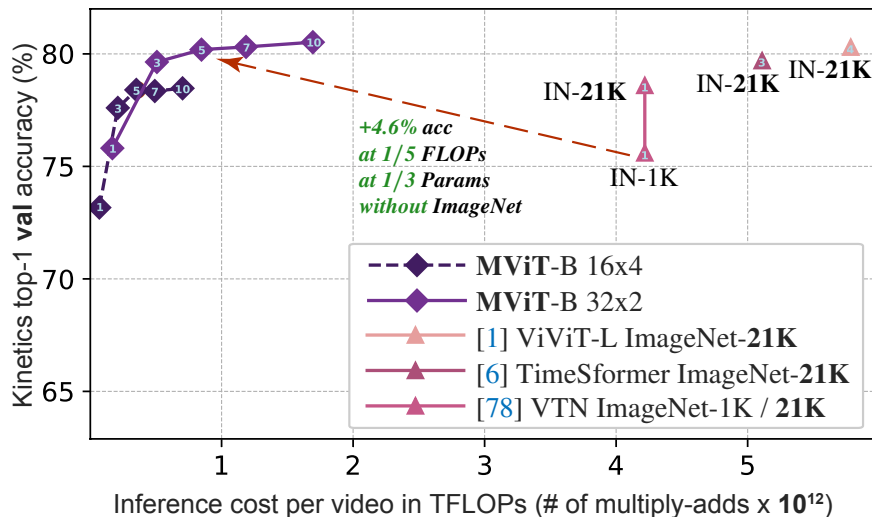 Kinetics top-1 val accuracy (%)
80
75
70
65
1
3
5
7
10
1
3
5
7
10
IN-21K
1
1
IN-1K
3
IN-21K
4
IN-21K
+4.6% acc
at 1/5 FLOPs
at 1/3 Params
without ImageNet
MViT-B 16x4
MViT-B 32x2
[1] ViViT-L ImageNet-21K
[6] TimeSformer ImageNet-21K
[78] VTN ImageNet-1K / 21K
1
2
3
4
5
Inference cost per video in TFLOPs (# of multiply-adds x 10¹²)